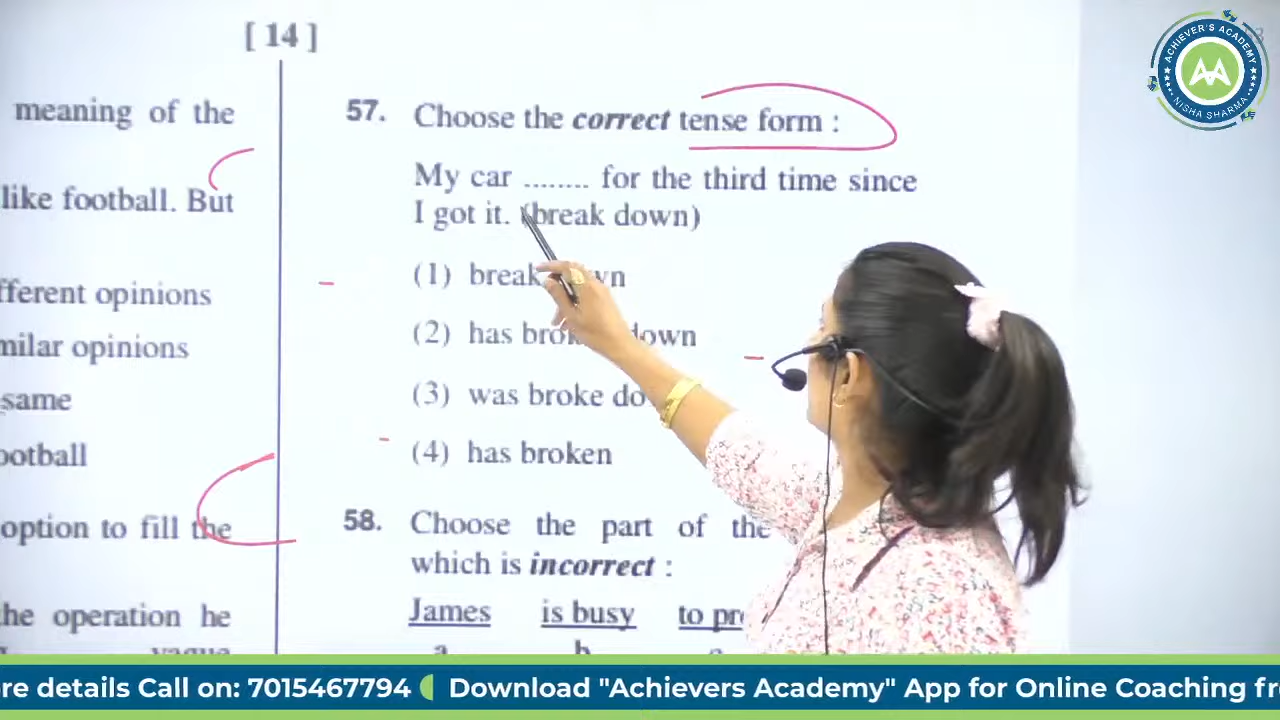 [ 14 ]
meaning of the
like football. But
fferent opinions
milar opinions
same
ootball
option to fill the
the operation he
vague
57. Choose the correct tense form :
My car ........ for the third time since
I got it. (break down)
(1) break
(2) has down
(3) was broke
(4) has broken
58. Choose the part of the
which is incorrect :
James is busy to
a b c
ACHIEVER'S ACADEMY
AA
NISHA SHARMA
re details Call on: 7015467794 Download "Achievers Academy" App for Online Coaching fr